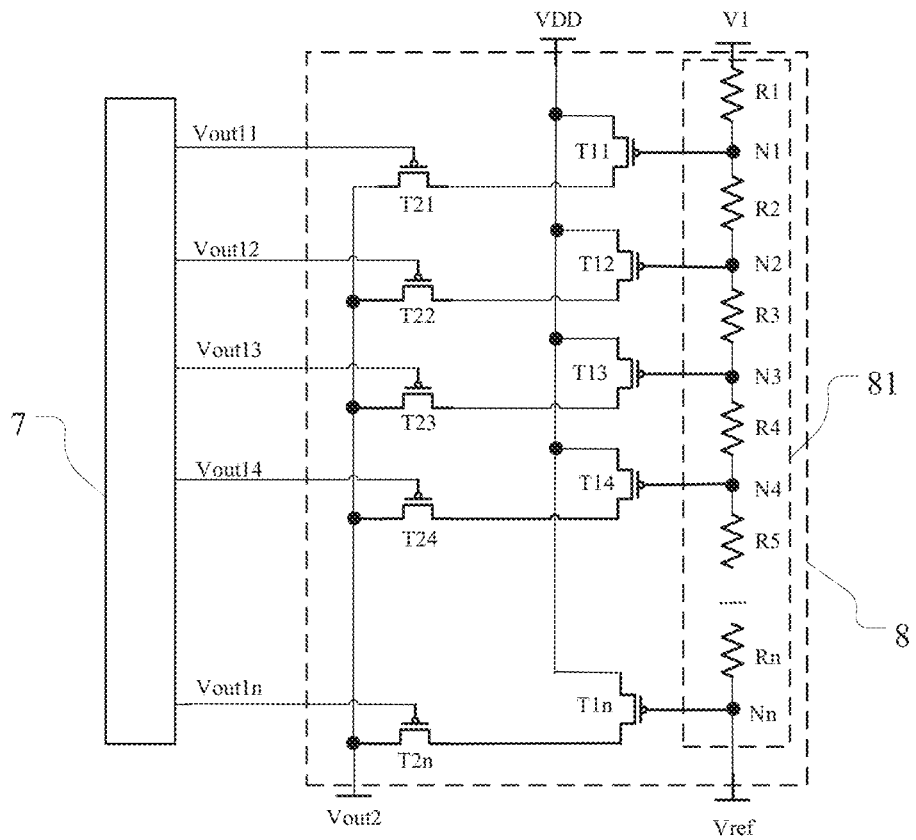 VDD V1
R1
Vout11
T11 N1
T21 R2
Vout12
T12 N2
T22 R3
Vout13
T13 N3 81
7 T23 R4
Vout14
T14 N4
T24 R5
8
Rn
Vout1n
T1n Nn
T2n
Vout2 Vref